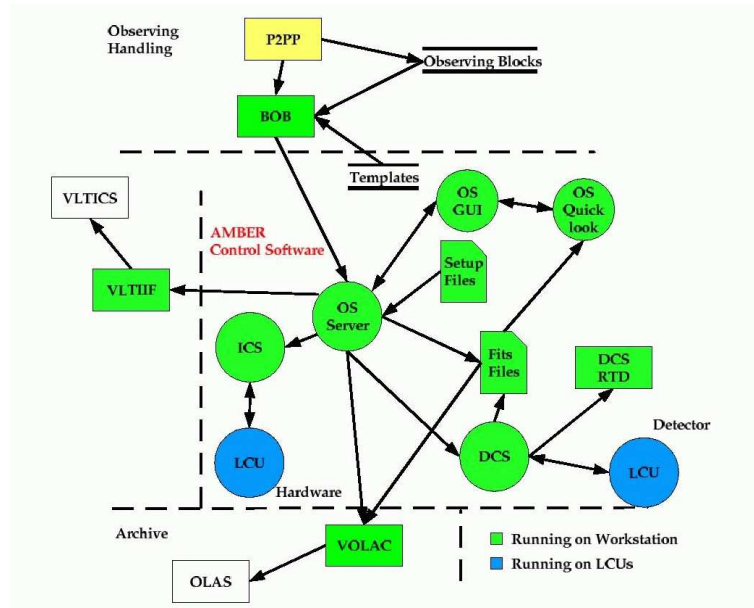 Observing
Handling
P2PP
Observing Blocks
BOB
Templates
VLTICS
OS
GUI
OS
Quick
look
AMBER
Control Software
Setup
Files
VLTIIF
OS
Server
ICS
Fits
Files
DCS
RTD
Detector
LCU
DCS
LCU
Hardware
Archive
VOLAC
Running on Workstation
Running on LCUs
OLAS